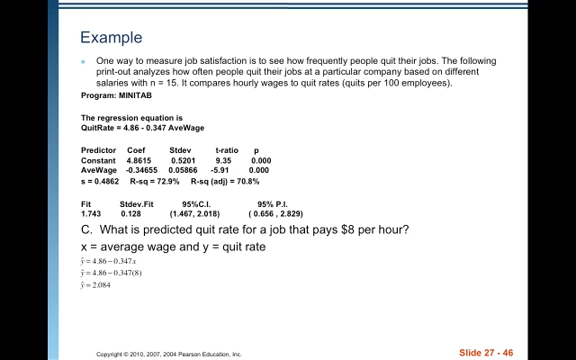 Example
One way to measure job satisfaction is to see how frequently people quit their jobs. The following
print-out analyzes how often people quit their jobs at a particular company based on different
salaries with n = 15. It compares hourly wages to quit rates (quits per 100 employees).
Program: MINITAB
The regression equation is
QuitRate = 4.86 - 0.347 AveWage
Predictor Coef Stdev t-ratio p
Constant 4.8615 0.5201 9.35 0.000
AveWage -0.34655 0.05866 -5.91 0.000
s = 0.4862 R-sq = 72.9% R-sq (adj) = 70.8%
Fit Stdev.Fit 95%C.I. 95% P.I.
1.743 0.128 (1.467, 2.018) ( 0.656 , 2.829)
C. What is predicted quit rate for a job that pays $8 per hour?
x = average wage and y = quit rate
ŷ = 4.86 − 0.347x
ŷ = 4.86 − 0.347(8)
ŷ = 2.084
Copyright © 2010, 2007, 2004 Pearson Education, Inc.
Slide 27 - 46